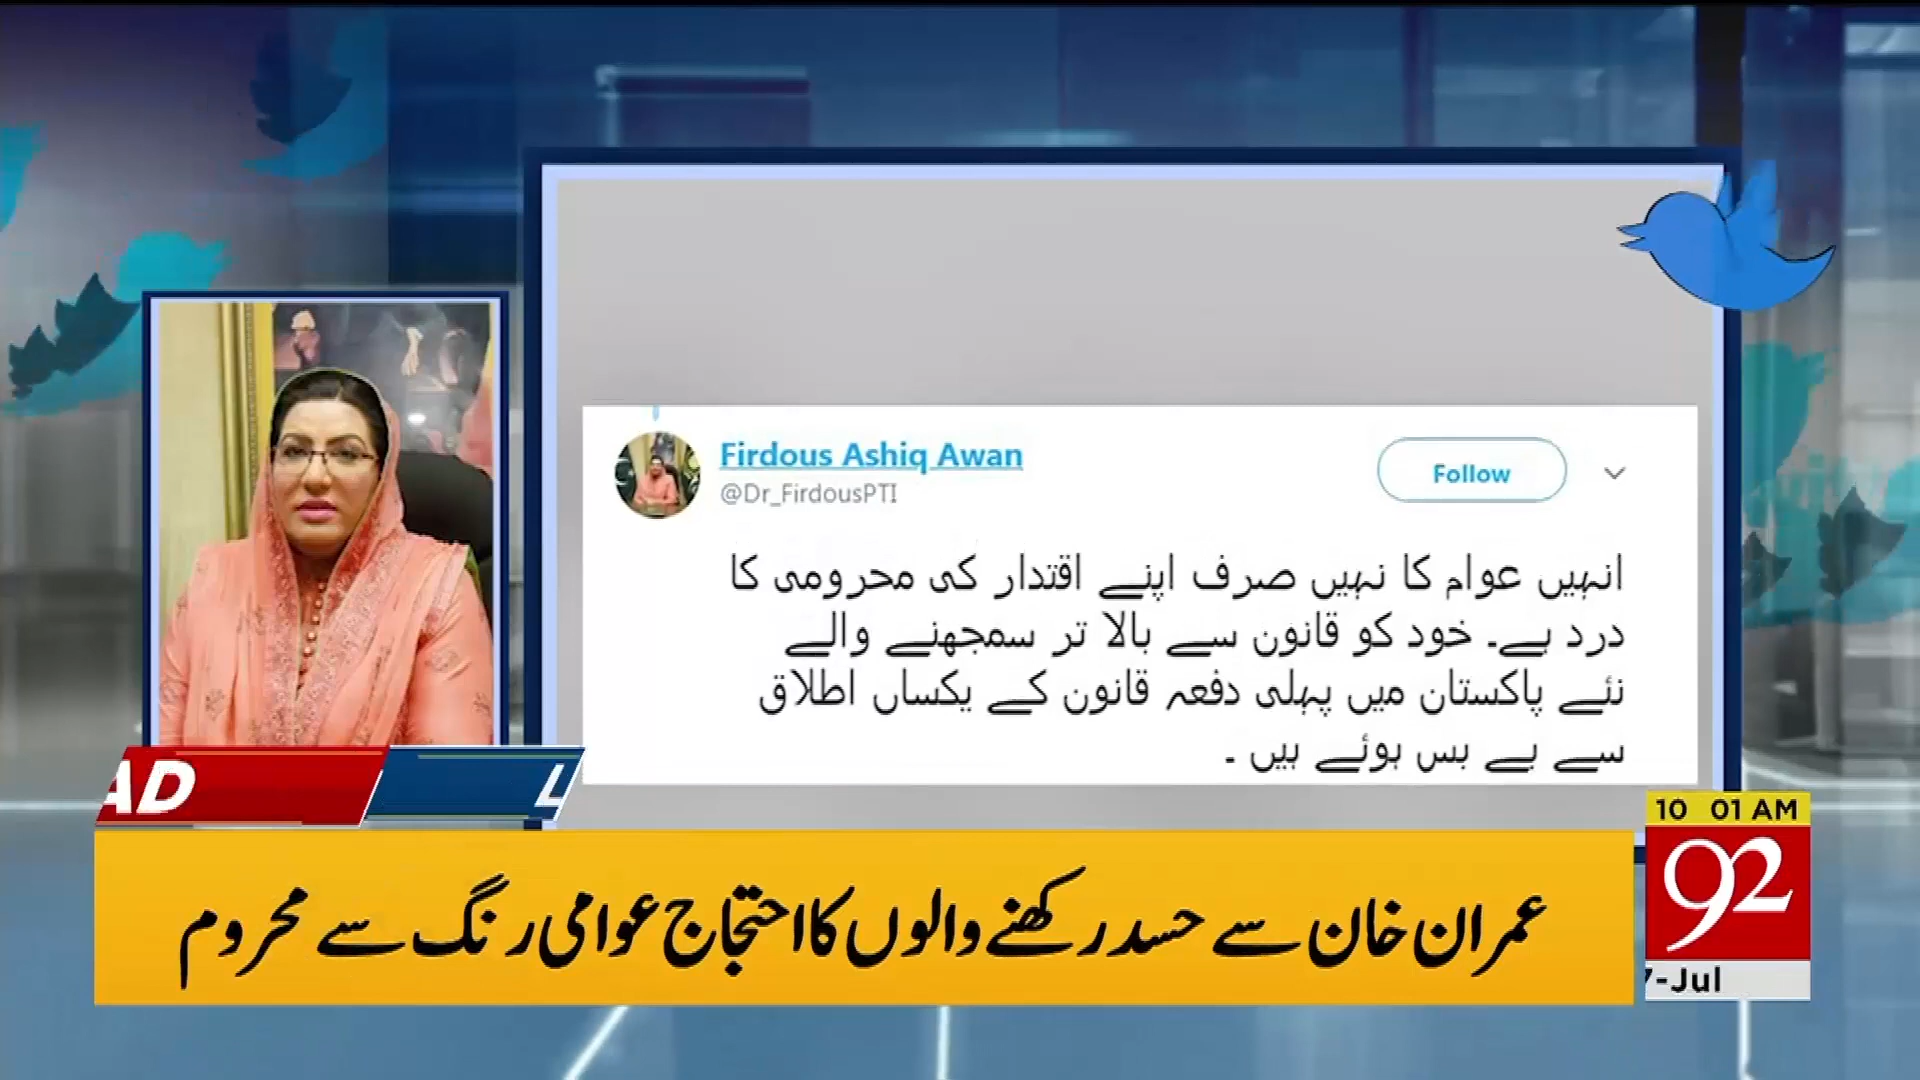 Firdous Ashiq Awan
@Dr_FirdousPTI
Follow
انہیں عوام کا نہیں صرف اپنے اقتدار کی محرومی کا
درد ہے۔ خود کو قانون سے بالا تر سمجھنے والے
نئے پاکستان میں پہلی دفعہ قانون کے یکساں اطلاق
سے بے بس ہوئے ہیں ۔
AD
L
10 01 AM
92
7-Jul
عمران خان سے حسد رکھنے والوں کا احتجاج عوامی رنگ سے محروم